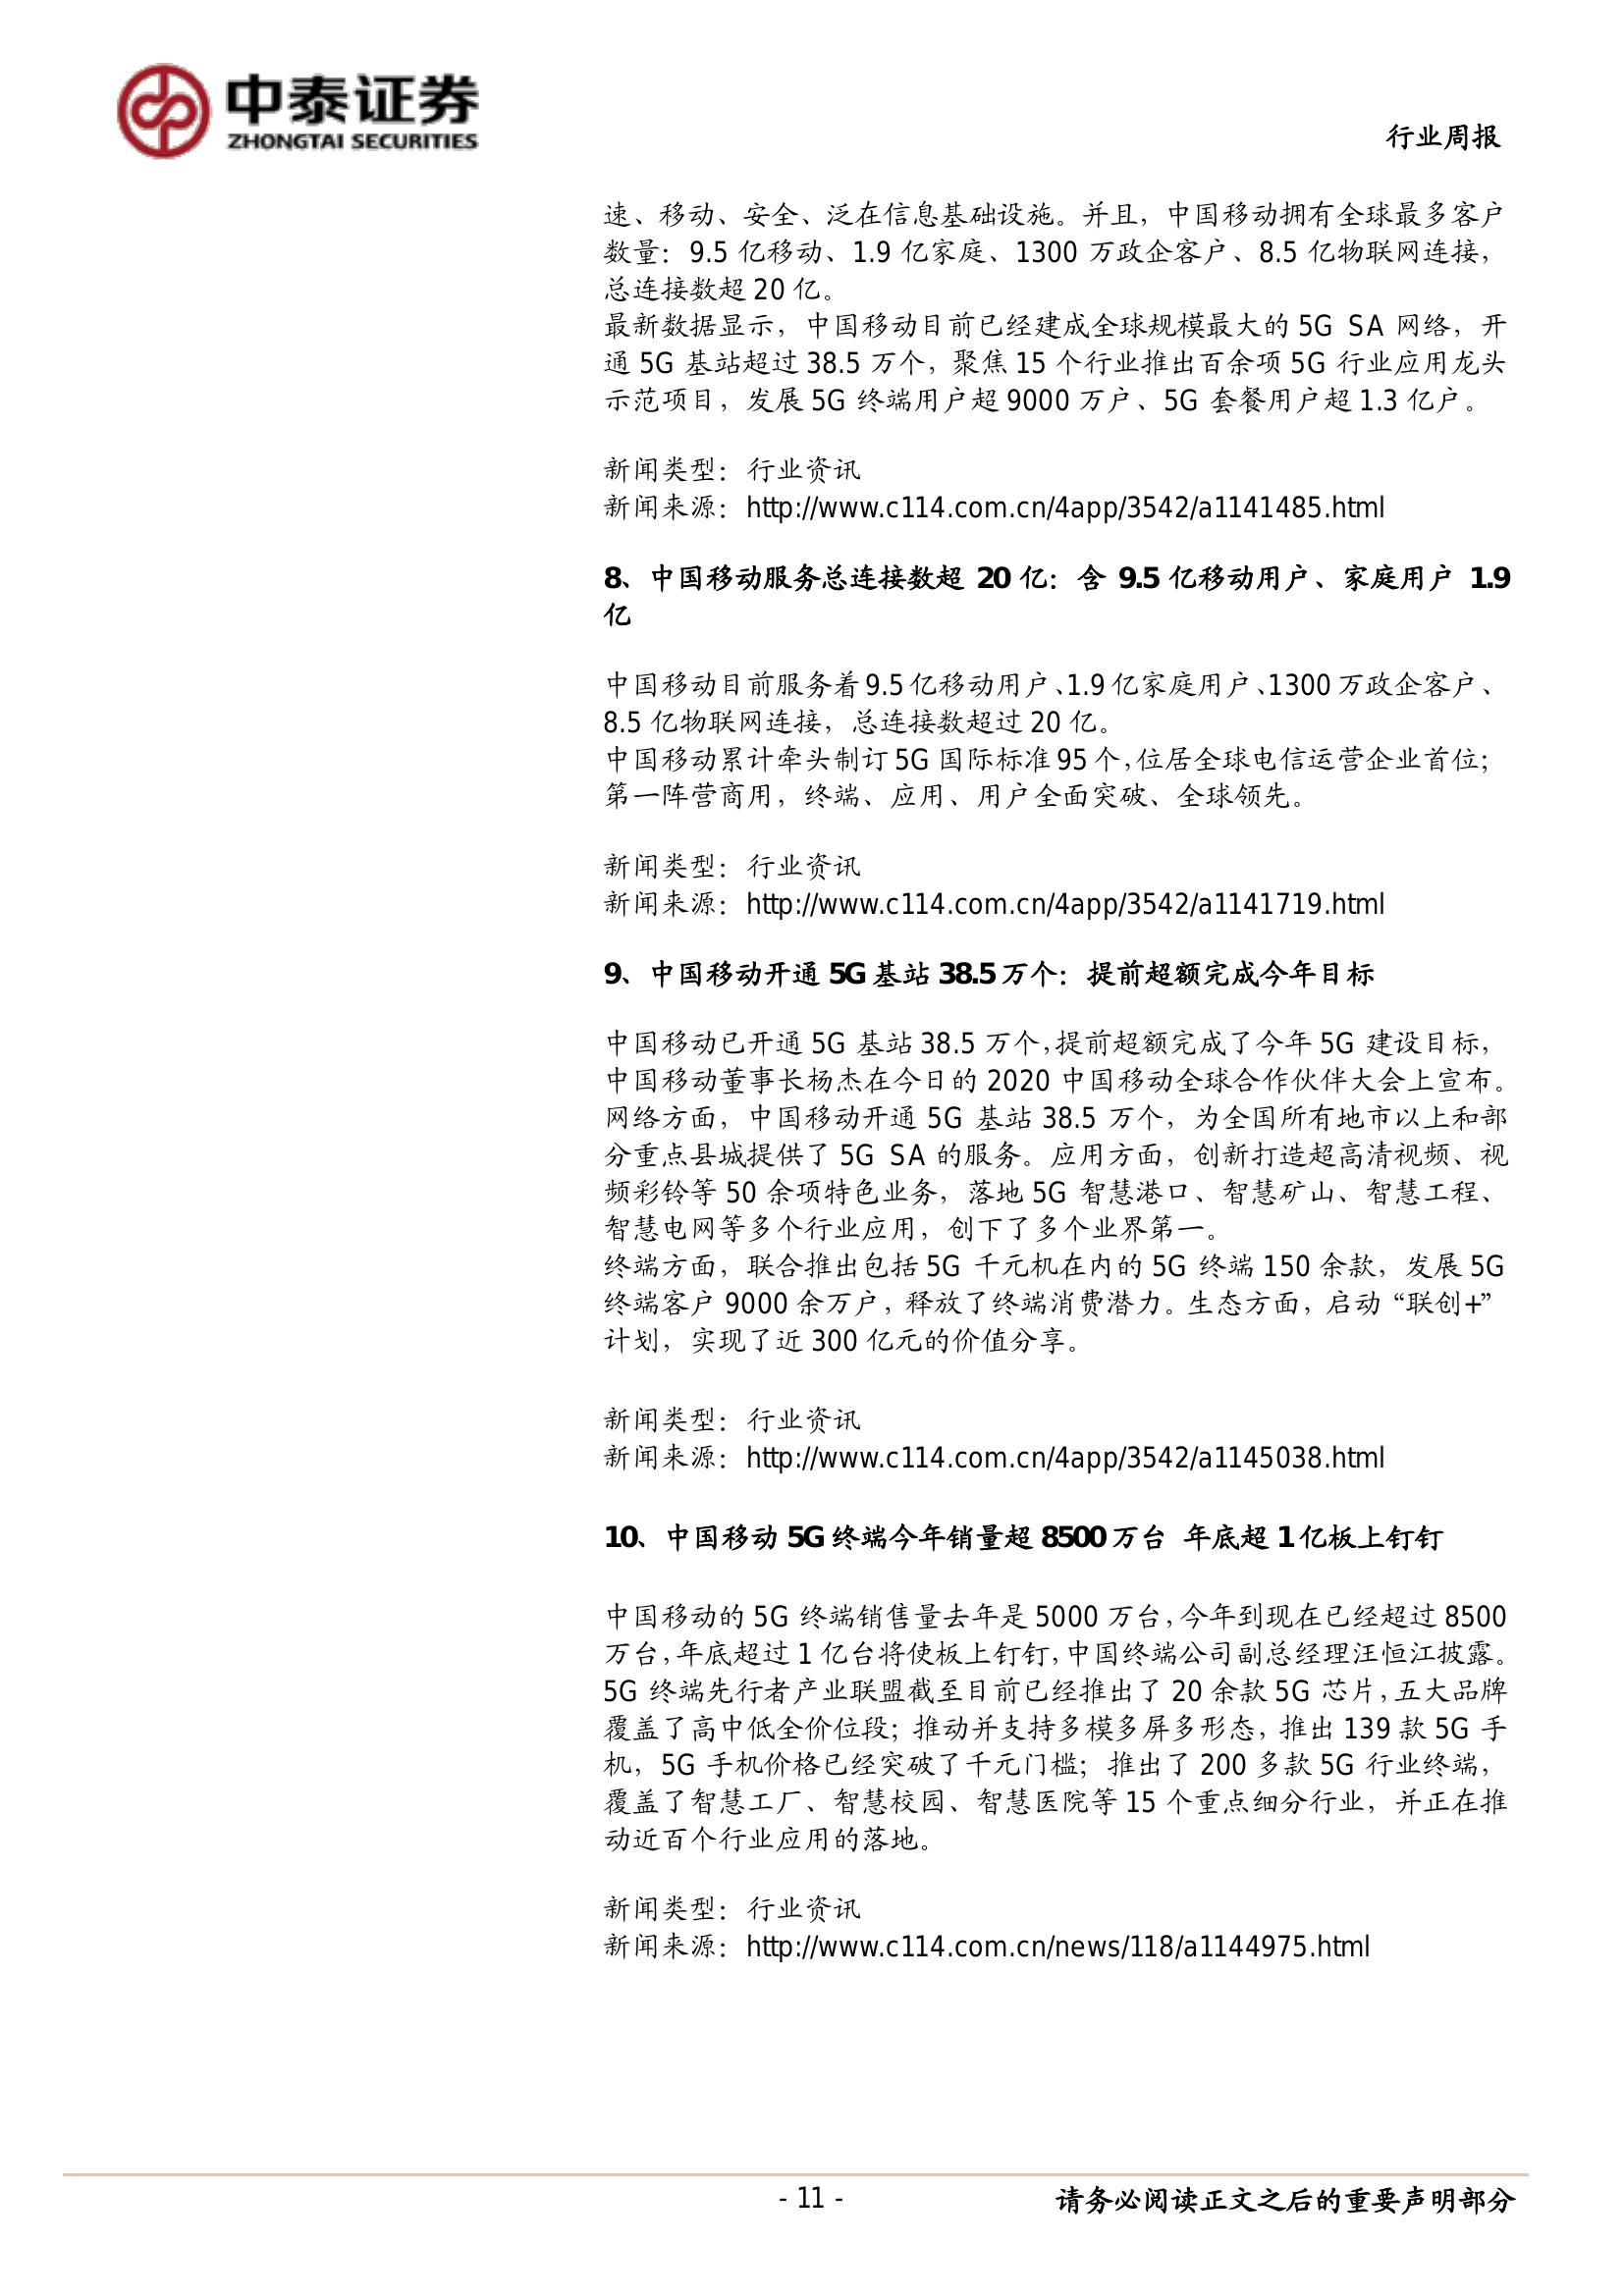 中泰证券
ZHONGTAI SECURITIES
行业周报
速、移动、安全、泛在信息基础设施。并且，中国移动拥有全球最多客户
数量：9.5 亿移动、1.9 亿家庭、1300 万政企客户、8.5 亿物联网连接，
总连接数超 20 亿。
最新数据显示，中国移动目前已经建成全球规模最大的 5G SA 网络，开
通 5G 基站超过 38.5 万个，聚焦 15 个行业推出百余项 5G 行业应用龙头
示范项目，发展 5G 终端用户超 9000 万户、5G 套餐用户超 1.3 亿户。
新闻类型：行业资讯
新闻来源：http://www.c114.com.cn/4app/3542/a1141485.html
8、中国移动服务总连接数超 20 亿：含 9.5 亿移动用户、家庭用户 1.9
亿
中国移动目前服务着 9.5 亿移动用户、1.9 亿家庭用户、1300 万政企客户、
8.5 亿物联网连接，总连接数超过 20 亿。
中国移动累计牵头制订 5G 国际标准 95 个，位居全球电信运营企业首位；
第一阵营商用，终端、应用、用户全面突破、全球领先。
新闻类型：行业资讯
新闻来源：http://www.c114.com.cn/4app/3542/a1141719.html
9、中国移动开通 5G 基站 38.5 万个：提前超额完成今年目标
中国移动已开通 5G 基站 38.5 万个，提前超额完成了今年 5G 建设目标，
中国移动董事长杨杰在今日的 2020 中国移动全球合作伙伴大会上宣布。
网络方面，中国移动开通 5G 基站 38.5 万个，为全国所有地市以上和部
分重点县城提供了 5G SA 的服务。应用方面，创新打造超高清视频、视
频彩铃等 50 余项特色业务，落地 5G 智慧港口、智慧矿山、智慧工程、
智慧电网等多个行业应用，创下了多个业界第一。
终端方面，联合推出包括 5G 千元机在内的 5G 终端 150 余款，发展 5G
终端客户 9000 余万户，释放了终端消费潜力。生态方面，启动“联创+”
计划，实现了近 300 亿元的价值分享。
新闻类型：行业资讯
新闻来源：http://www.c114.com.cn/4app/3542/a1145038.html
10、中国移动 5G 终端今年销量超 8500 万台 年底超 1 亿板上钉钉
中国移动的 5G 终端销售量去年是 5000 万台，今年到现在已经超过 8500
万台，年底超过 1 亿台将使板上钉钉，中国终端公司副总经理汪恒江披露。
5G 终端先行者产业联盟截至目前已经推出了 20 余款 5G 芯片，五大品牌
覆盖了高中低全价位段；推动并支持多模多屏多形态，推出 139 款 5G 手
机，5G 手机价格已经突破了千元门槛；推出了 200 多款 5G 行业终端，
覆盖了智慧工厂、智慧校园、智慧医院等 15 个重点细分行业，并正在推
动近百个行业应用的落地。
新闻类型：行业资讯
新闻来源：http://www.c114.com.cn/news/118/a1144975.html
- 11 -
请务必阅读正文之后的重要声明部分